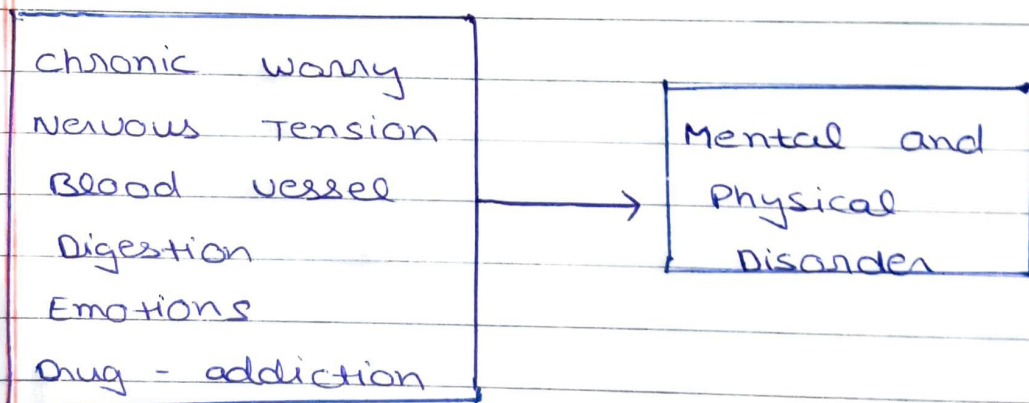 Chronic Worry
Nervous Tension
Blood vessel
Digestion
Emotions
Drug - addiction
Mental and
Physical
Disorder